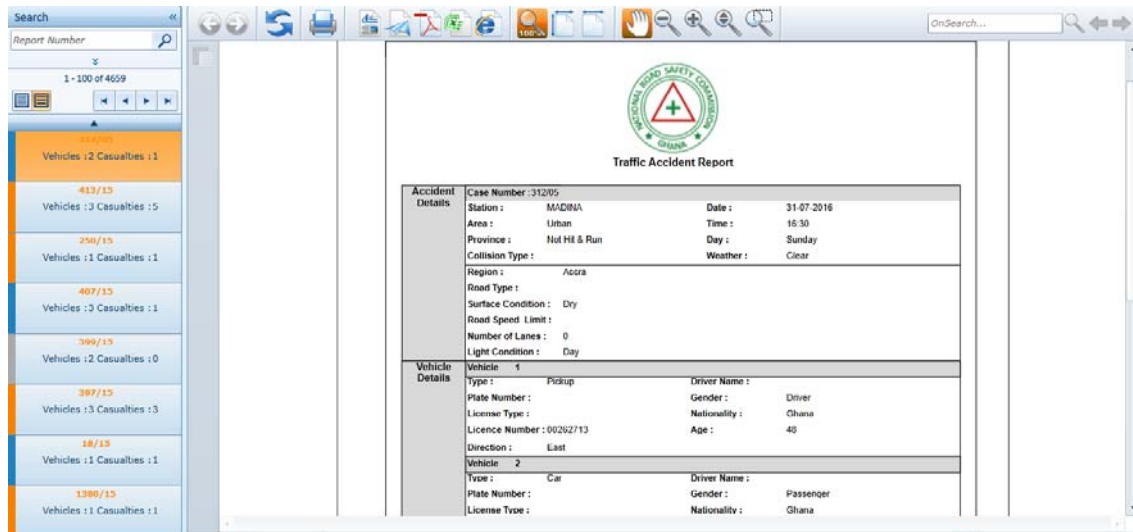 Search «
Report Number
1 - 100 of 4659
Vehicles :2 Casualties :1
413/15
Vehicles :3 Casualties :5
250/15
Vehicles :1 Casualties :1
407/15
Vehicles :3 Casualties :1
399/15
Vehicles :2 Casualties :0
397/15
Vehicles :3 Casualties :3
18/15
Vehicles :1 Casualties :1
1380/15
Vehicles :1 Casualties :1
100%
OnSearch...
NATIONAL ROAD SAFETY COMMISSION
GHANA
Traffic Accident Report
Accident Details
Case Number :312/05
Station : MADINA Date : 31-07-2016
Area : Urban Time : 16:30
Province : Not Hit & Run Day : Sunday
Collision Type : Weather : Clear
Region : Accra
Road Type :
Surface Condition : Dry
Road Speed Limit :
Number of Lanes : 0
Light Condition : Day
Vehicle Details
Vehicle 1
Type : Pickup Driver Name :
Plate Number : Gender : Driver
License Type : Nationality : Ghana
Licence Number : 00262713 Age : 48
Direction : East
Vehicle 2
Type : Car Driver Name :
Plate Number : Gender : Passenger
License Type : Nationality : Ghana